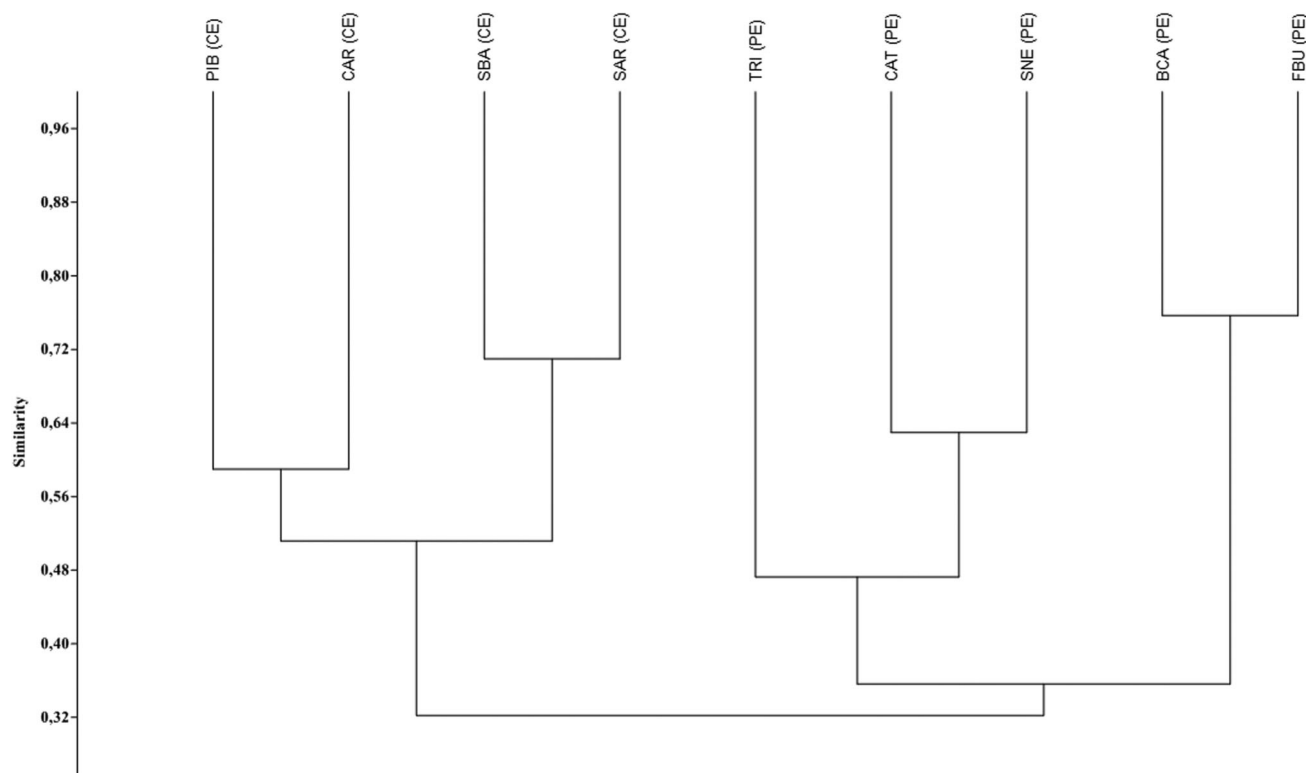 PIB (CE)
CAR (CE)
SBA (CE)
SAR (CE)
TRI (PE)
CAT (PE)
SNE (PE)
BCA (PE)
FBU (PE)
0,96
0,88
0,80
0,72
0,64
0,56
0,48
0,40
0,32
Similarity